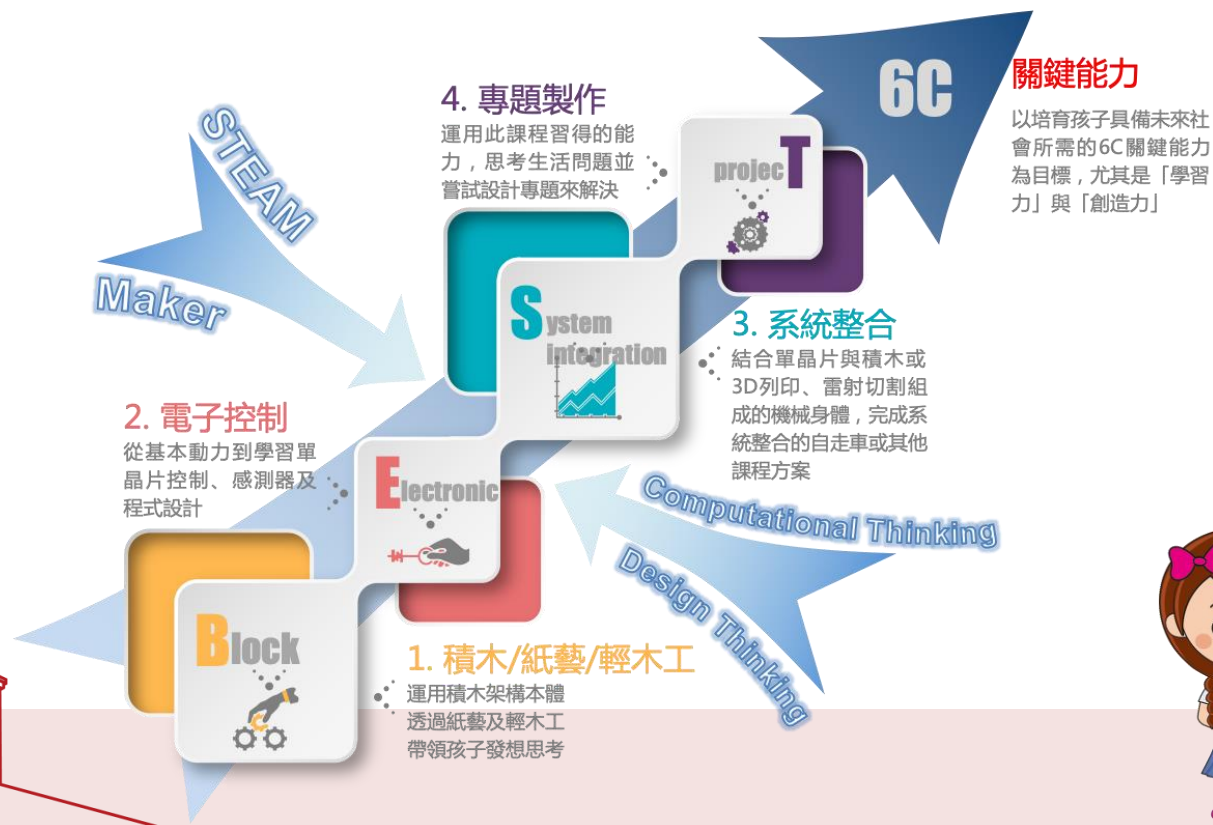 6C
關鍵能力
以培育孩子具備未來社
會所需的6C關鍵能力
為目標，尤其是「學習
力」與「創造力」
4. 專題製作
運用此課程習得的能
力，思考生活問題並
嘗試設計專題來解決
projecT
STEAM
Maker
System
integration
3. 系統整合
結合單晶片與積木或
3D列印、雷射切割組
成的機械身體，完成系
統整合的自走車或其他
課程方案
2. 電子控制
從基本動力到學習單
晶片控制、感測器及
程式設計
Electronic
Computational Thinking
Design Thinking
Block
1. 積木/紙藝/輕木工
運用積木架構本體
透過紙藝及輕木工
帶領孩子發想思考